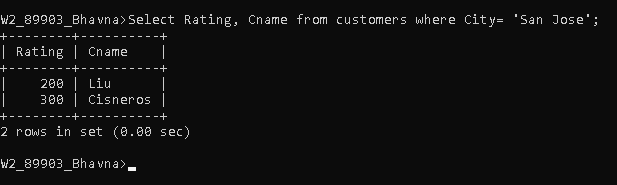 W2_89903_Bhavna>Select Rating, Cname from customers where City= 'San Jose';
+--------+----------+
| Rating | Cname    |
+--------+----------+
|    200 | Liu      |
|    300 | Cisneros |
+--------+----------+
2 rows in set (0.00 sec)
W2_89903_Bhavna>